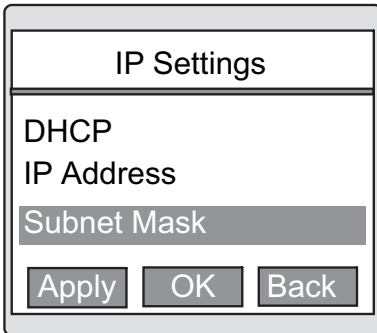 IP Settings
DHCP
IP Address
Subnet Mask
Apply OK Back